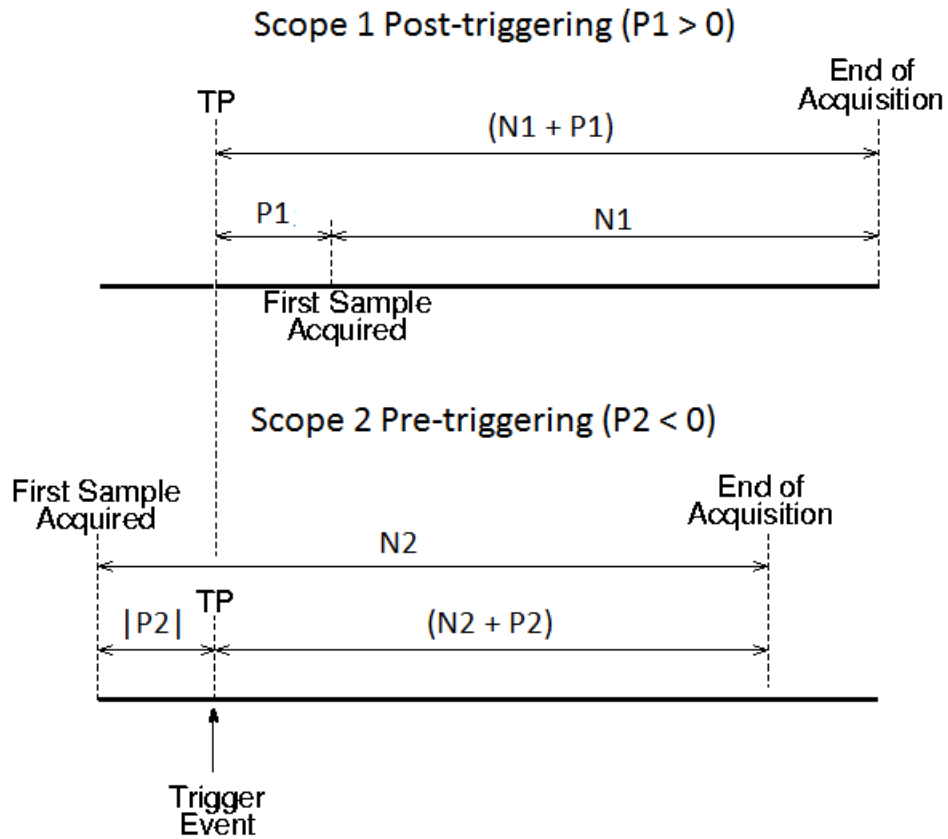 Scope 1 Post-triggering (P1 > 0)
TP
End of
Acquisition
(N1 + P1)
P1
N1
First Sample
Acquired
Scope 2 Pre-triggering (P2 < 0)
First Sample
Acquired
End of
Acquisition
N2
|P2|
TP
(N2 + P2)
Trigger
Event